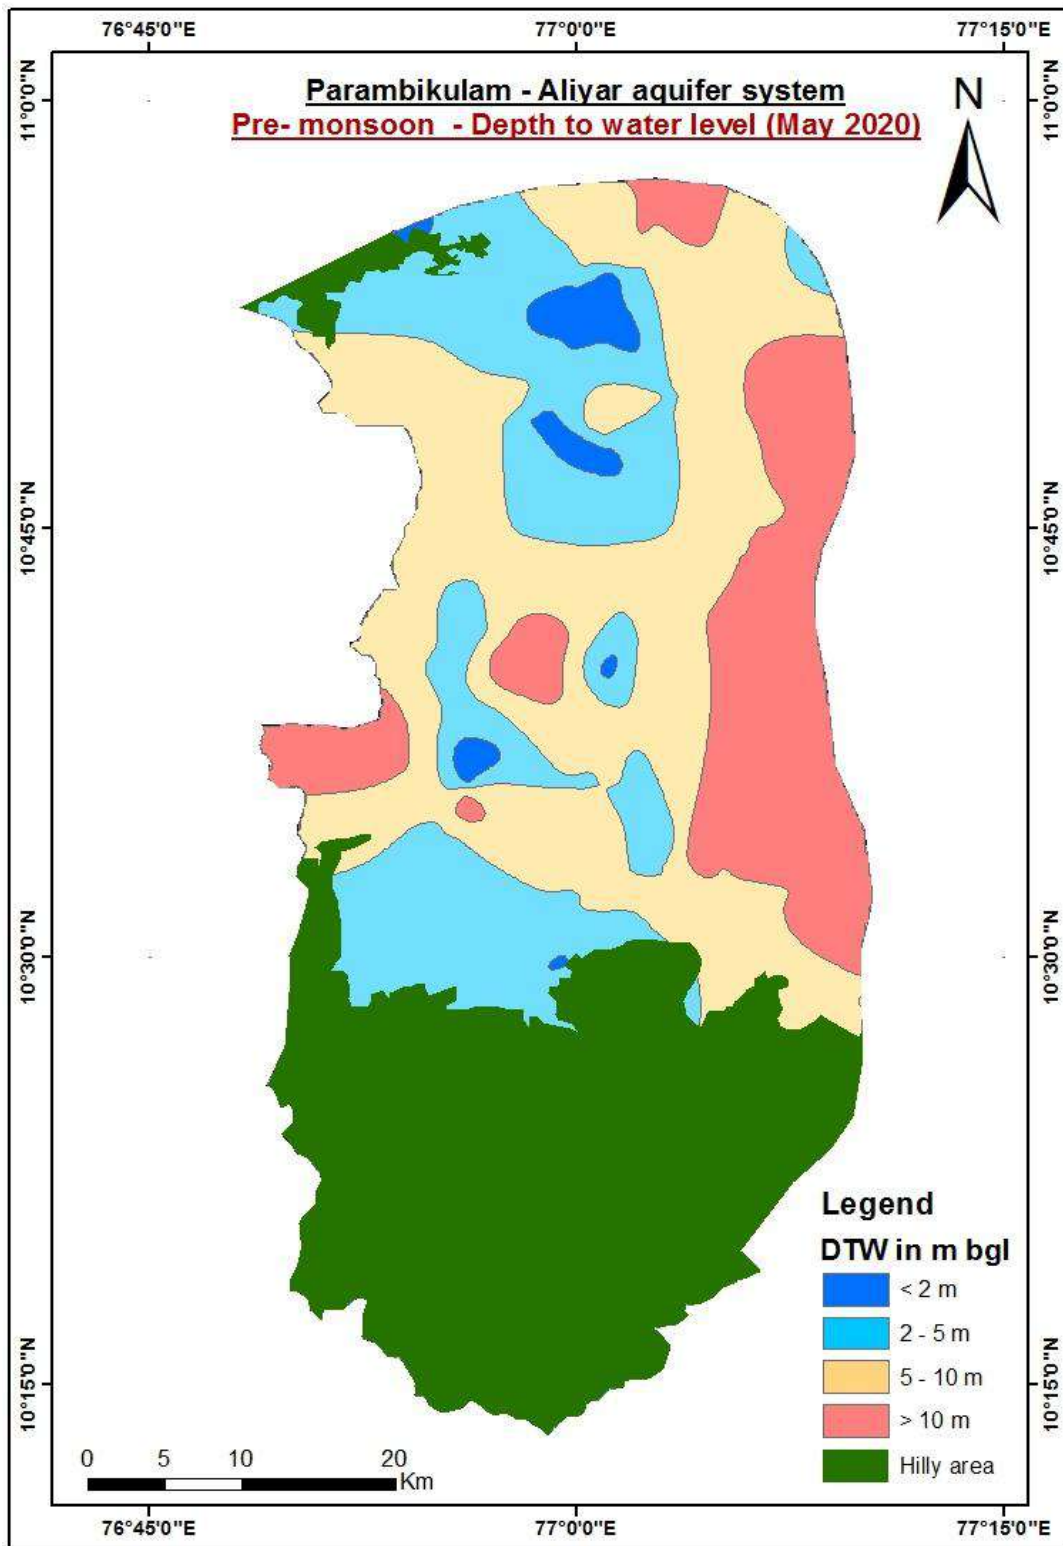 76°45'0"E 77°0'0"E 77°15'0"E
11°0'0"N 11°0'0"N
Parambikulam - Aliyar aquifer system
Pre- monsoon - Depth to water level (May 2020)
N
10°45'0"N 10°45'0"N
10°30'0"N 10°30'0"N
Legend
DTW in m bgl
< 2 m
2 - 5 m
5 - 10 m
> 10 m
Hilly area
10°15'0"N 10°15'0"N
0 5 10 20
Km
76°45'0"E 77°0'0"E 77°15'0"E